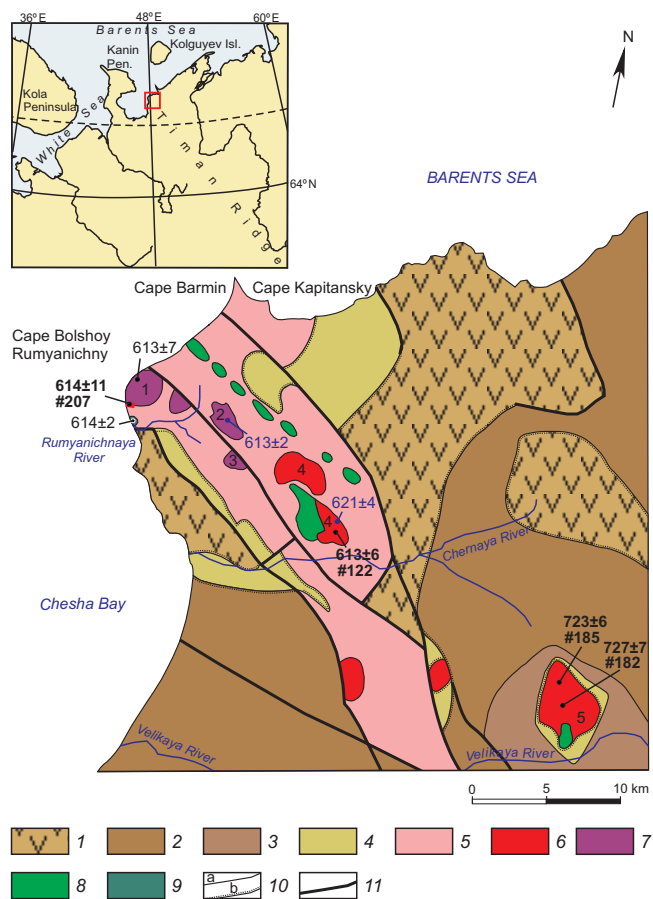 36°E
48°E
60°E
Barents Sea
Kanin
Pen.
Kolguyev Isl.
Kola
Peninsula
White Sea
Timan Ridge
64°N
N
BARENTS SEA
Cape Barmin
Cape Kapitansky
Cape Bolshoy
Rumyanichny
613±7
1
614±11
#207
614±2
Rumyanichnaya
River
2
613±2
3
4
621±4
4
613±6
#122
Chernaya River
Chesha Bay
723±6
#185
727±7
#182
5
Velikaya River
Velikaya River
0 5 10 km
1 2 3 4 5 6 7
8 9 a b 10 11